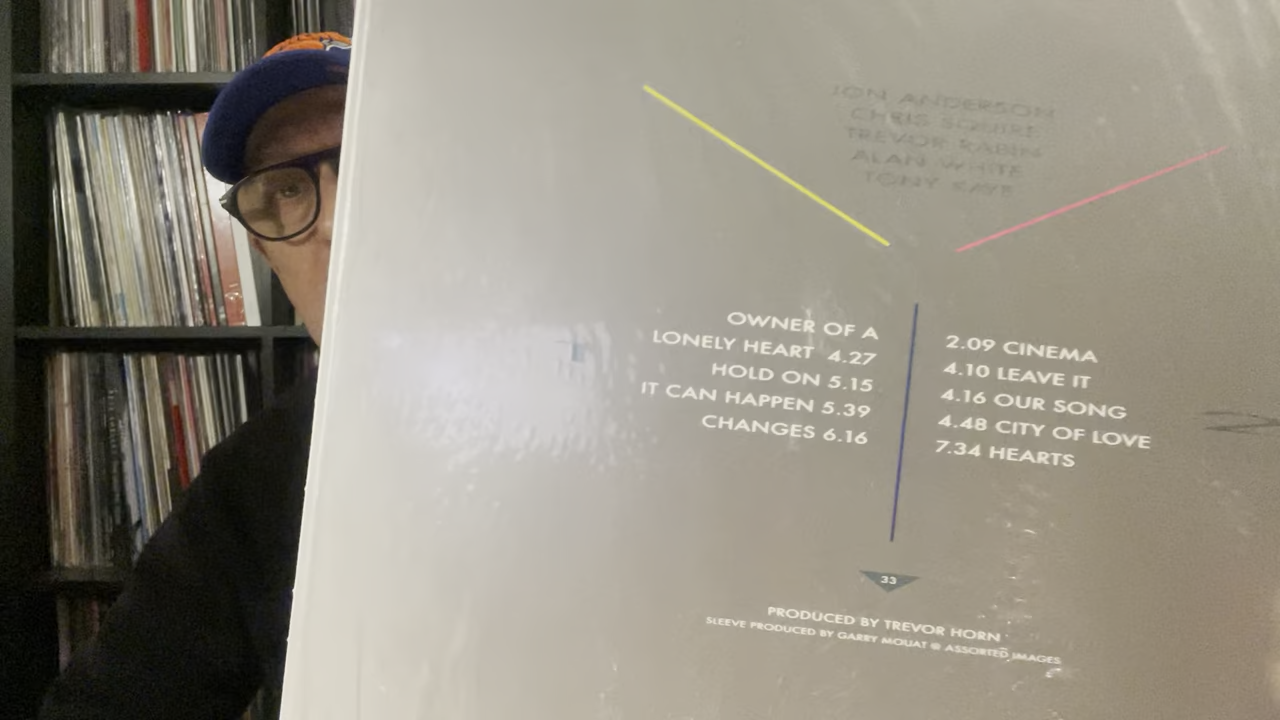 JON ANDERSON
CHRIS SQUIRE
TREVOR RABIN
ALAN WHITE
TONY KAYE
OWNER OF A
LONELY HEART 4.27
HOLD ON 5.15
IT CAN HAPPEN 5.39
CHANGES 6.16
2.09 CINEMA
4.10 LEAVE IT
4.16 OUR SONG
4.48 CITY OF LOVE
7.34 HEARTS
33
PRODUCED BY TREVOR HORN
SLEEVE PRODUCED BY GARRY MOUAT @ ASSORTED IMAGES